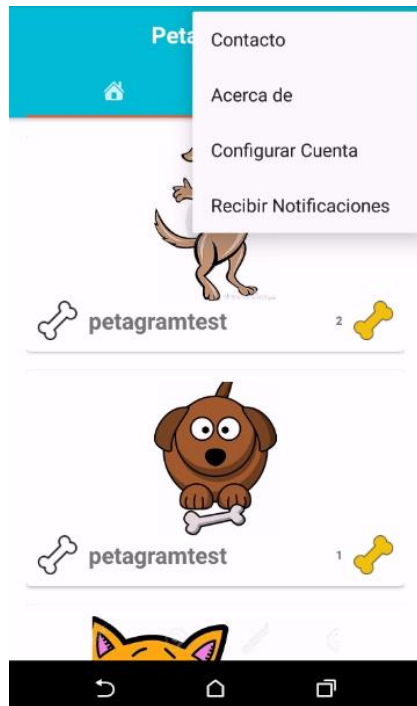 Peta
Contacto
Acerca de
Configurar Cuenta
Recibir Notificaciones
petagramtest
2
petagramtest
1